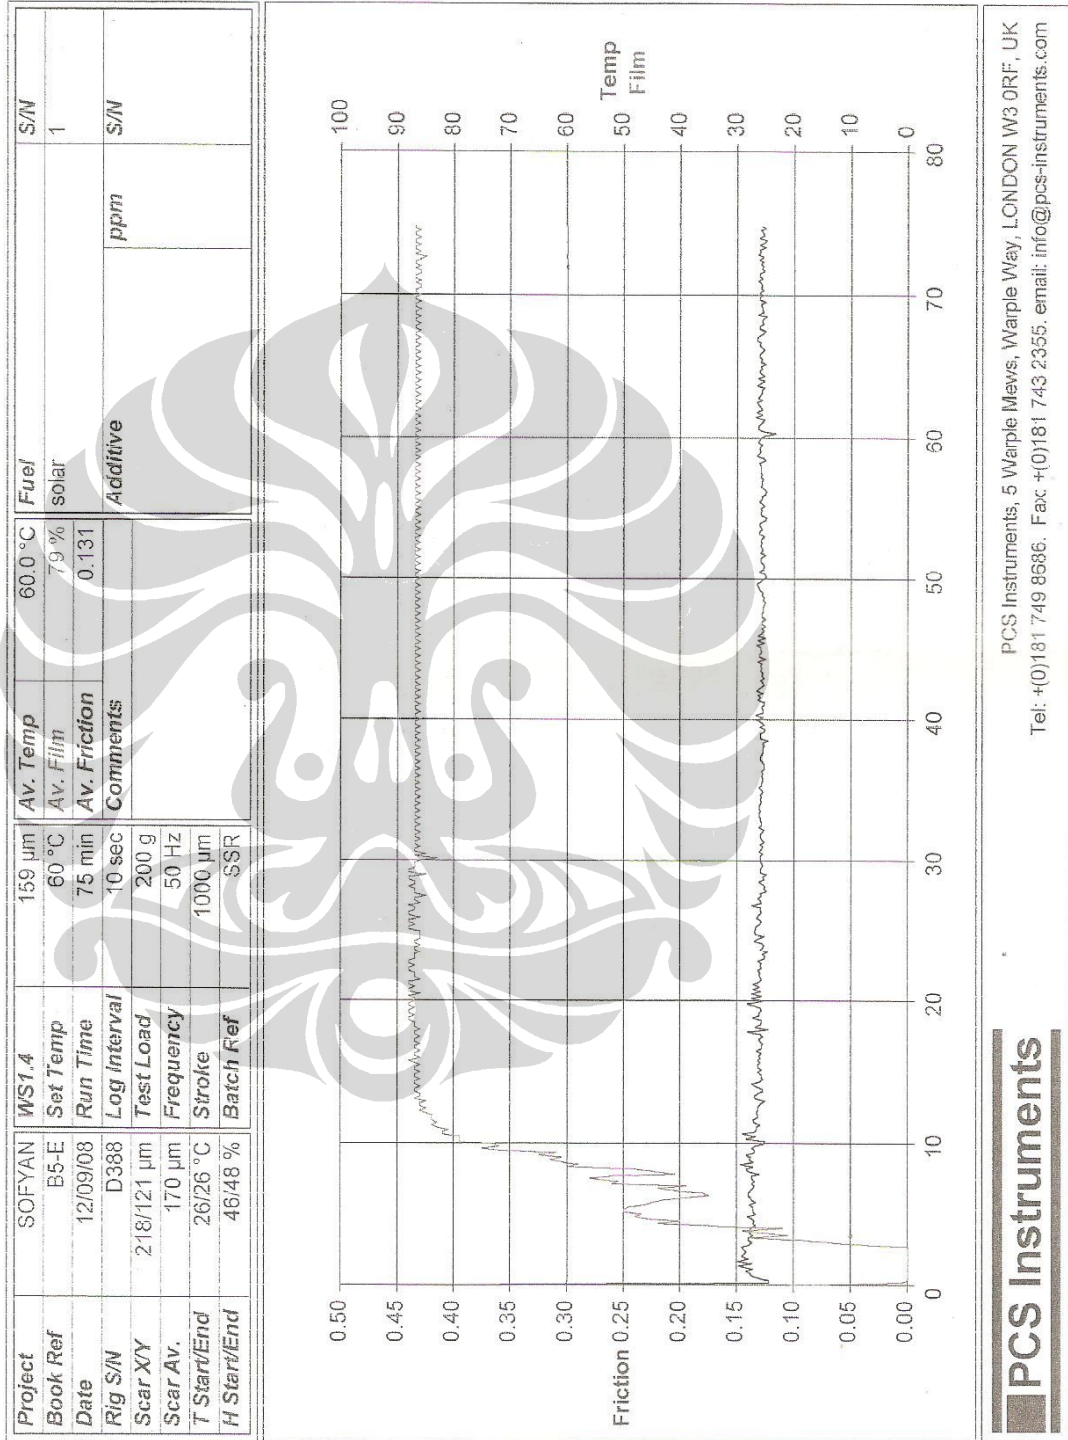 Project SOFYAN WS1.4 159 µm Av. Temp 60.0 °C Fuel S/N
Book Ref B5-E Set Temp 60 °C Av. Film 79 % solar 1
Date 12/09/08 Run Time 75 min Av. Friction 0.131
Rig S/N D388 Log Interval 10 sec Comments Additive ppm S/N
Scar X/Y 218/121 µm Test Load 200 g
Scar Av. 170 µm Frequency 50 Hz
T Start/End 26/26 °C Stroke 1000 µm
H Start/End 46/48 % Batch Ref SSR
0.50 100
0.45 90
0.40 80
0.35 70
0.30 60
Friction 0.25 50 Temp
Film
0.20 40
0.15 30
0.10 20
0.05 10
0.00 0
0 10 20 30 40 50 60 70 80
PCS Instruments
PCS Instruments, 5 Warple Mews, Warple Way, LONDON W3 0RF, UK
Tel: +(0)181 749 8686. Fax: +(0)181 743 2355. email: info@pcs-instruments.com